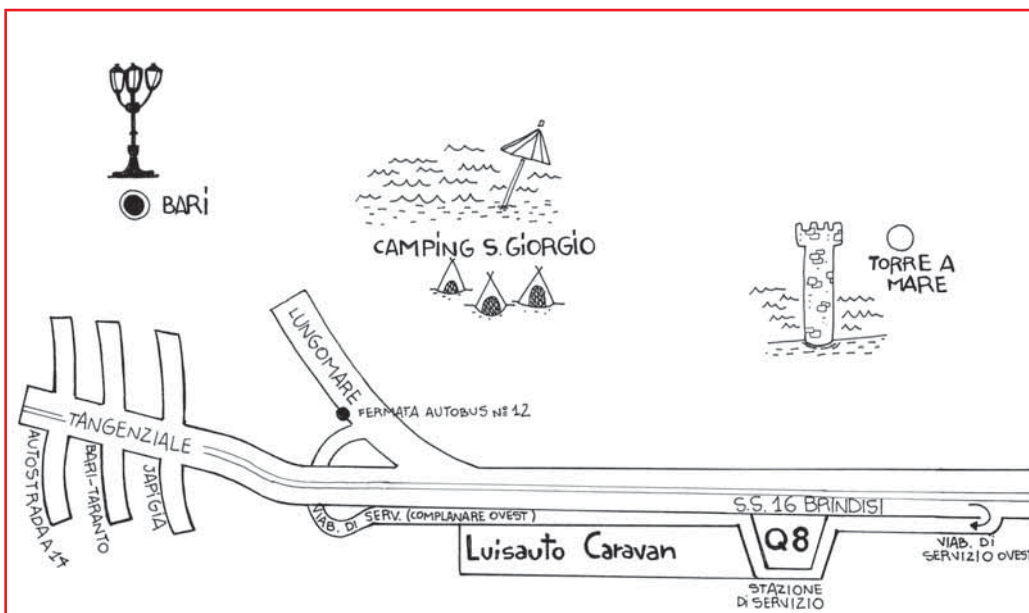 BARI
CAMPING S. GIORGIO
TORRE A
MARE
LUNGOMARE
FERMATA AUTOBUS N° 12
TANGENZIALE
AUTOSTRADA A 14
BARI-TARANTO
JAPIGIA
S.S. 16 BRINDISI
VIAB. DI SERV. (COMPLANARE OVEST)
Luisauto Caravan
Q8
STAZIONE
DI SERVIZIO
VIAB. DI
SERVIZIO OVEST